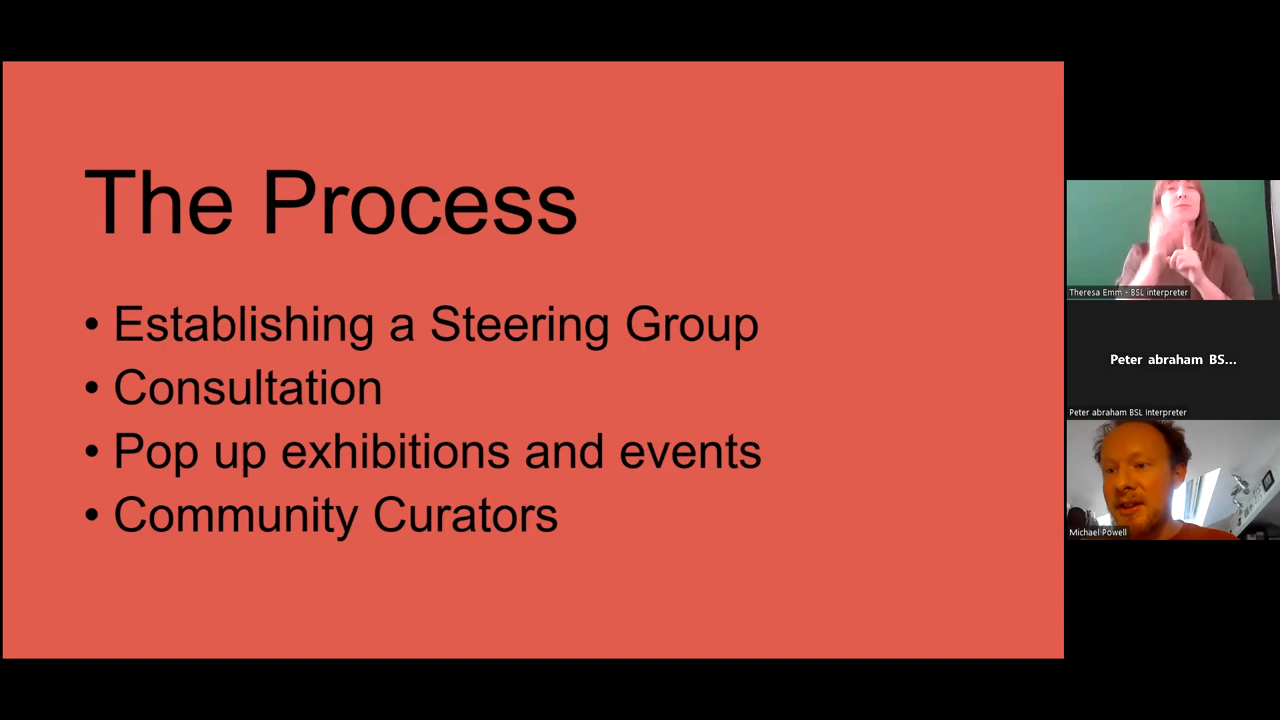 The Process
• Establishing a Steering Group
• Consultation
• Pop up exhibitions and events
• Community Curators
Theresa Emm - BSL interpreter
Peter abraham BS...
Peter abraham BSL Interpreter
Michael Powell